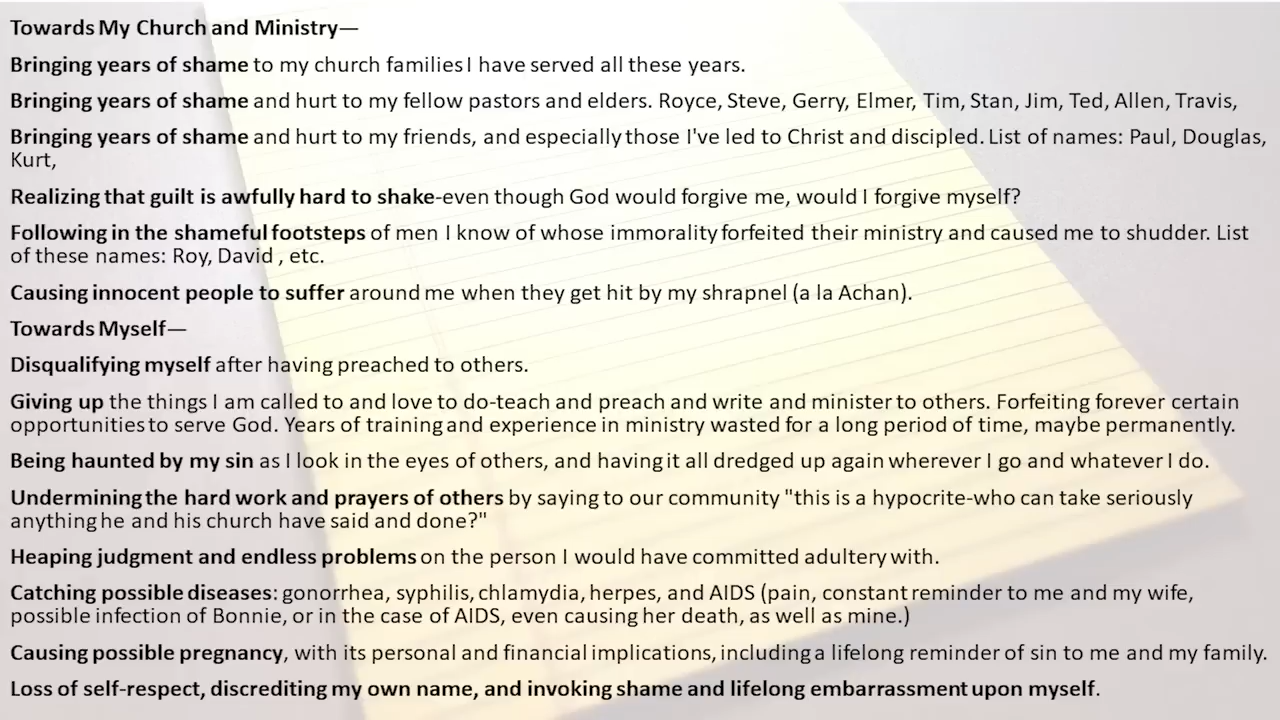 Towards My Church and Ministry—
Bringing years of shame to my church families I have served all these years.
Bringing years of shame and hurt to my fellow pastors and elders. Royce, Steve, Gerry, Elmer, Tim, Stan, Jim, Ted, Allen, Travis,
Bringing years of shame and hurt to my friends, and especially those I've led to Christ and discipled. List of names: Paul, Douglas,
Kurt,
Realizing that guilt is awfully hard to shake-even though God would forgive me, would I forgive myself?
Following in the shameful footsteps of men I know of whose immorality forfeited their ministry and caused me to shudder. List
of these names: Roy, David , etc.
Causing innocent people to suffer around me when they get hit by my shrapnel (a la Achan).
Towards Myself—
Disqualifying myself after having preached to others.
Giving up the things I am called to and love to do-teach and preach and write and minister to others. Forfeiting forever certain
opportunities to serve God. Years of training and experience in ministry wasted for a long period of time, maybe permanently.
Being haunted by my sin as I look in the eyes of others, and having it all dredged up again wherever I go and whatever I do.
Undermining the hard work and prayers of others by saying to our community "this is a hypocrite-who can take seriously
anything he and his church have said and done?"
Heaping judgment and endless problems on the person I would have committed adultery with.
Catching possible diseases: gonorrhea, syphilis, chlamydia, herpes, and AIDS (pain, constant reminder to me and my wife,
possible infection of Bonnie, or in the case of AIDS, even causing her death, as well as mine.)
Causing possible pregnancy, with its personal and financial implications, including a lifelong reminder of sin to me and my family.
Loss of self-respect, discrediting my own name, and invoking shame and lifelong embarrassment upon myself.